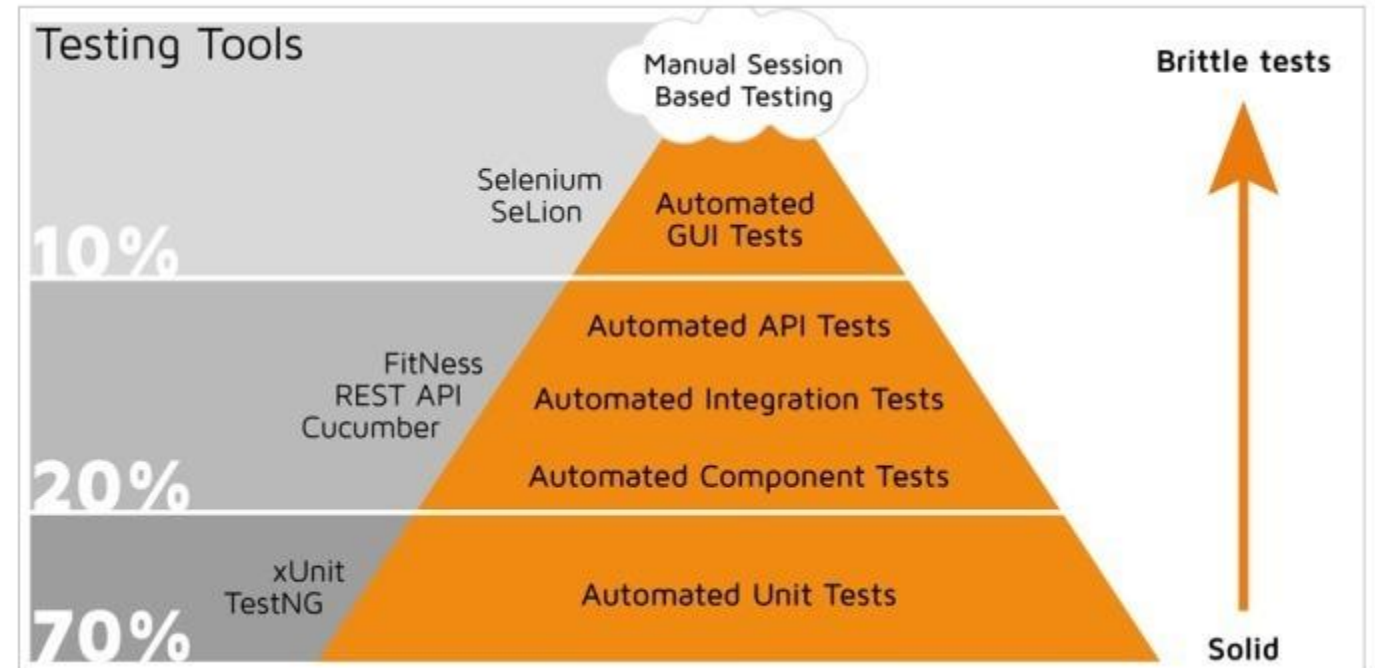 Testing Tools
Manual Session
Based Testing
Brittle tests
Selenium
SeLion
Automated
GUI Tests
10%
Automated API Tests
FitNess
REST API
Cucumber
Automated Integration Tests
Automated Component Tests
20%
xUnit
TestNG
Automated Unit Tests
70%
Solid